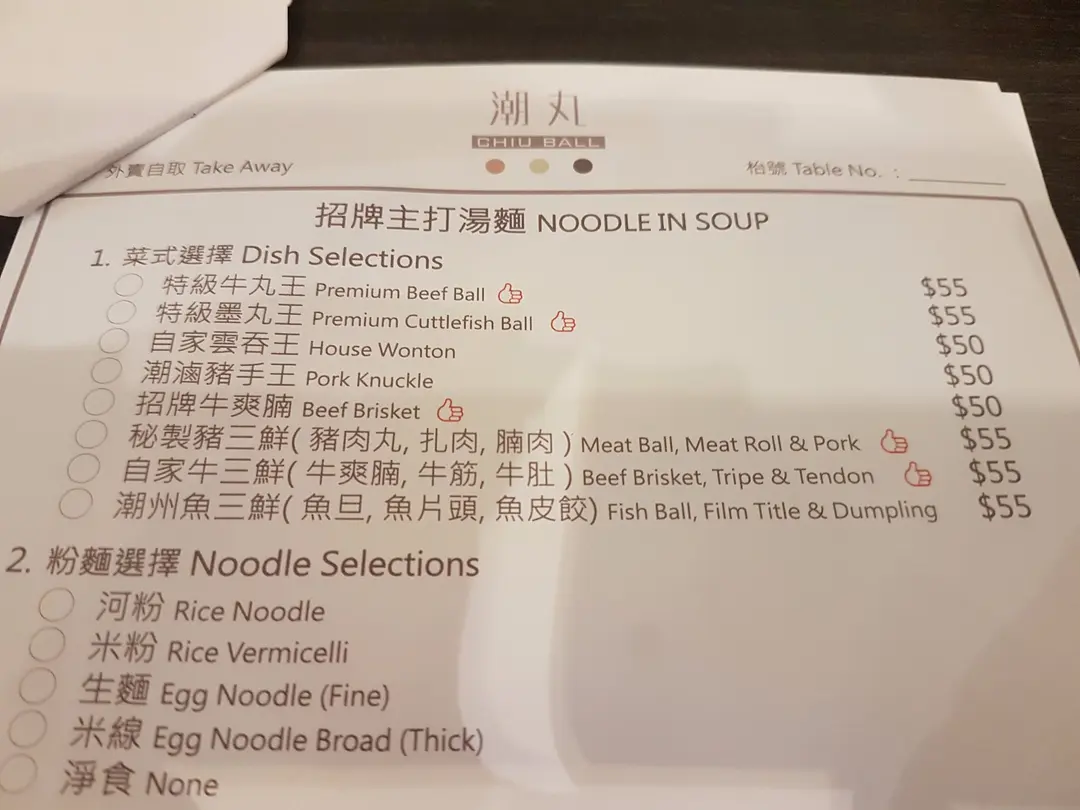 潮丸
CHIU BALL
外賣自取 Take Away
枱號 Table No. :
招牌主打湯麵 NOODLE IN SOUP
1. 菜式選擇 Dish Selections
特級牛丸王 Premium Beef Ball $55
特級墨丸王 Premium Cuttlefish Ball $55
自家雲吞王 House Wonton $50
潮滷豬手王 Pork Knuckle $50
招牌牛爽腩 Beef Brisket $50
秘製豬三鮮( 豬肉丸, 扎肉, 腩肉 ) Meat Ball, Meat Roll & Pork $55
自家牛三鮮( 牛爽腩, 牛筋, 牛肚 ) Beef Brisket, Tripe & Tendon $55
潮州魚三鮮( 魚旦, 魚片頭, 魚皮餃) Fish Ball, Film Title & Dumpling $55
2. 粉麵選擇 Noodle Selections
河粉 Rice Noodle
米粉 Rice Vermicelli
生麵 Egg Noodle (Fine)
米線 Egg Noodle Broad (Thick)
淨食 None